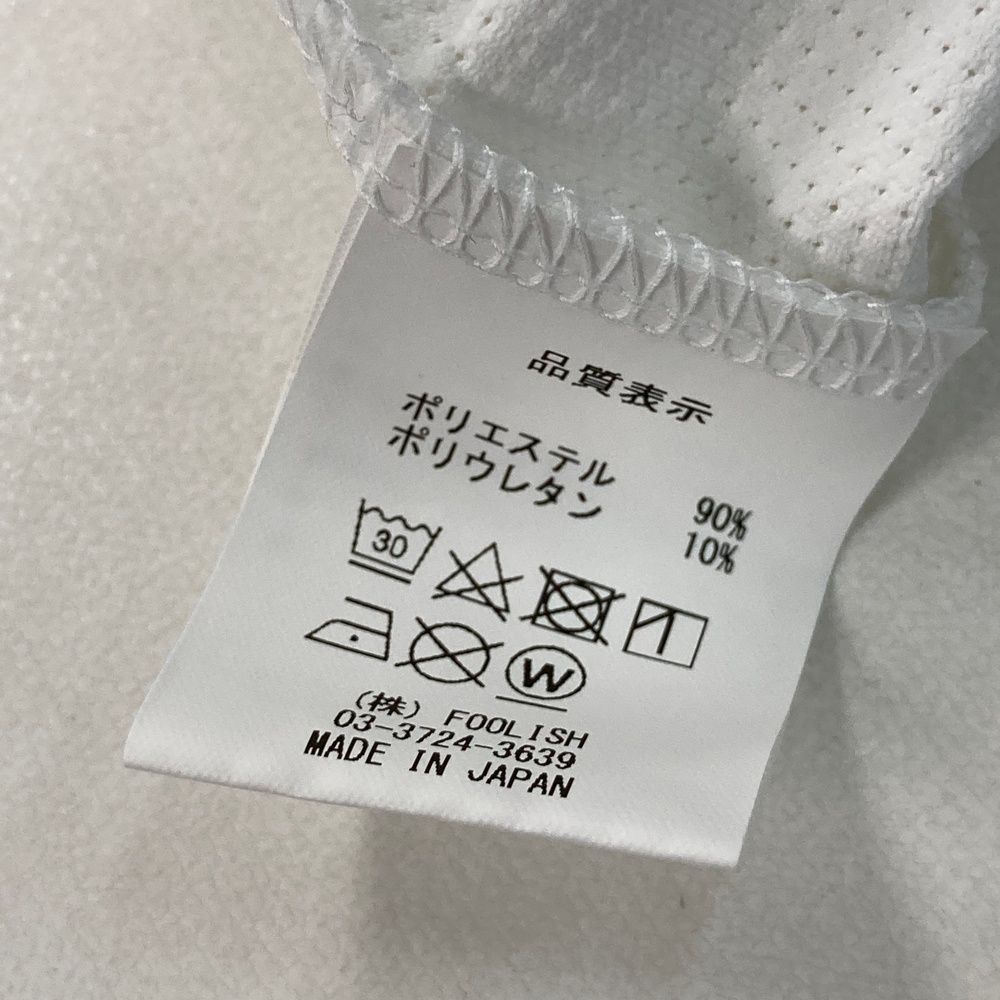 品質表示
ポリエステル 90%
ポリウレタン 10%
30
W
(株) FOOLISH
03-3724-3639
MADE IN JAPAN